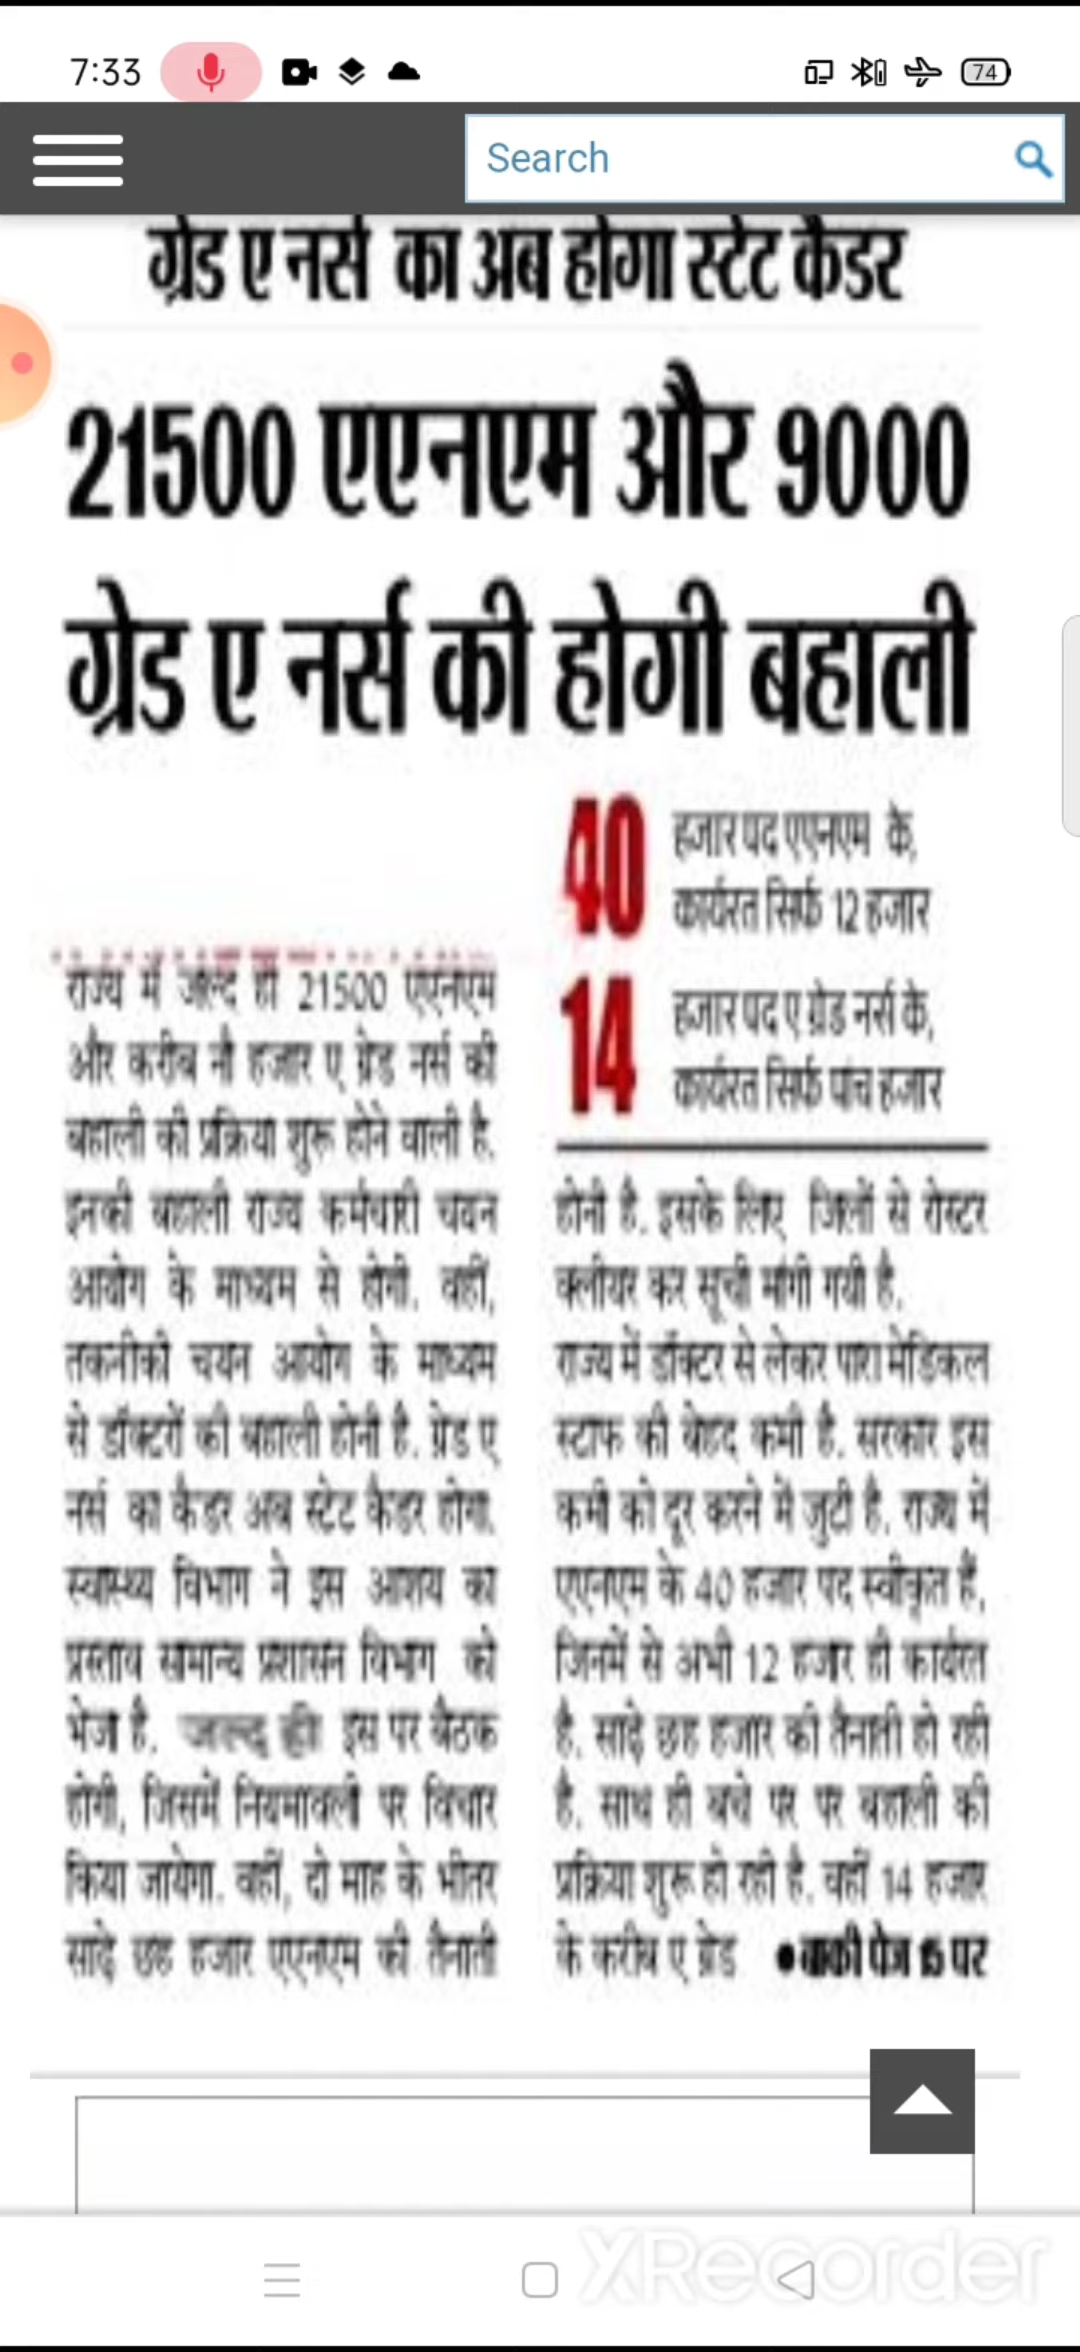 7:33
74
Search
ग्रेड ए नर्स का अब होगा स्टेट कैडर
21500 एएनएम और 9000
ग्रेड ए नर्स की होगी बहाली
40 हजार पद एएनएम के,
कार्यरत सिर्फ 12 हजार
14 हजार पद ए ग्रेड नर्स के,
कार्यरत सिर्फ पांच हजार
राज्य में जल्द ही 21500 एएनएम
और करीब नौ हजार ए ग्रेड नर्स की
बहाली की प्रक्रिया शुरू होने वाली है.
इनकी बहाली राज्य कर्मचारी चयन
आयोग के माध्यम से होगी. वहीं,
तकनीकी चयन आयोग के माध्यम
से डॉक्टरों की बहाली होनी है. ग्रेड ए
नर्स का कैडर अब स्टेट कैडर होगा.
स्वास्थ्य विभाग ने इस आशय का
प्रस्ताव सामान्य प्रशासन विभाग को
भेजा है. जल्द ही इस पर बैठक
होगी, जिसमें नियमावली पर विचार
किया जायेगा. वहीं, दो माह के भीतर
साढ़े छह हजार एएनएम की तैनाती
होनी है. इसके लिए जिलों से रोस्टर
क्लीयर कर सूची मांगी गयी है.
राज्य में डॉक्टर से लेकर पारा मेडिकल
स्टाफ की बेहद कमी है. सरकार इस
कमी को दूर करने में जुटी है. राज्य में
एएनएम के 40 हजार पद स्वीकृत हैं,
जिनमें से अभी 12 हजार ही कार्यरत
है. साढ़े छह हजार की तैनाती हो रही
है. साथ ही बचे पर पर बहाली की
प्रक्रिया शुरू हो रही है. वहीं 14 हजार
के करीब ए ग्रेड ●बाकी पेज 15 पर
XRecorder